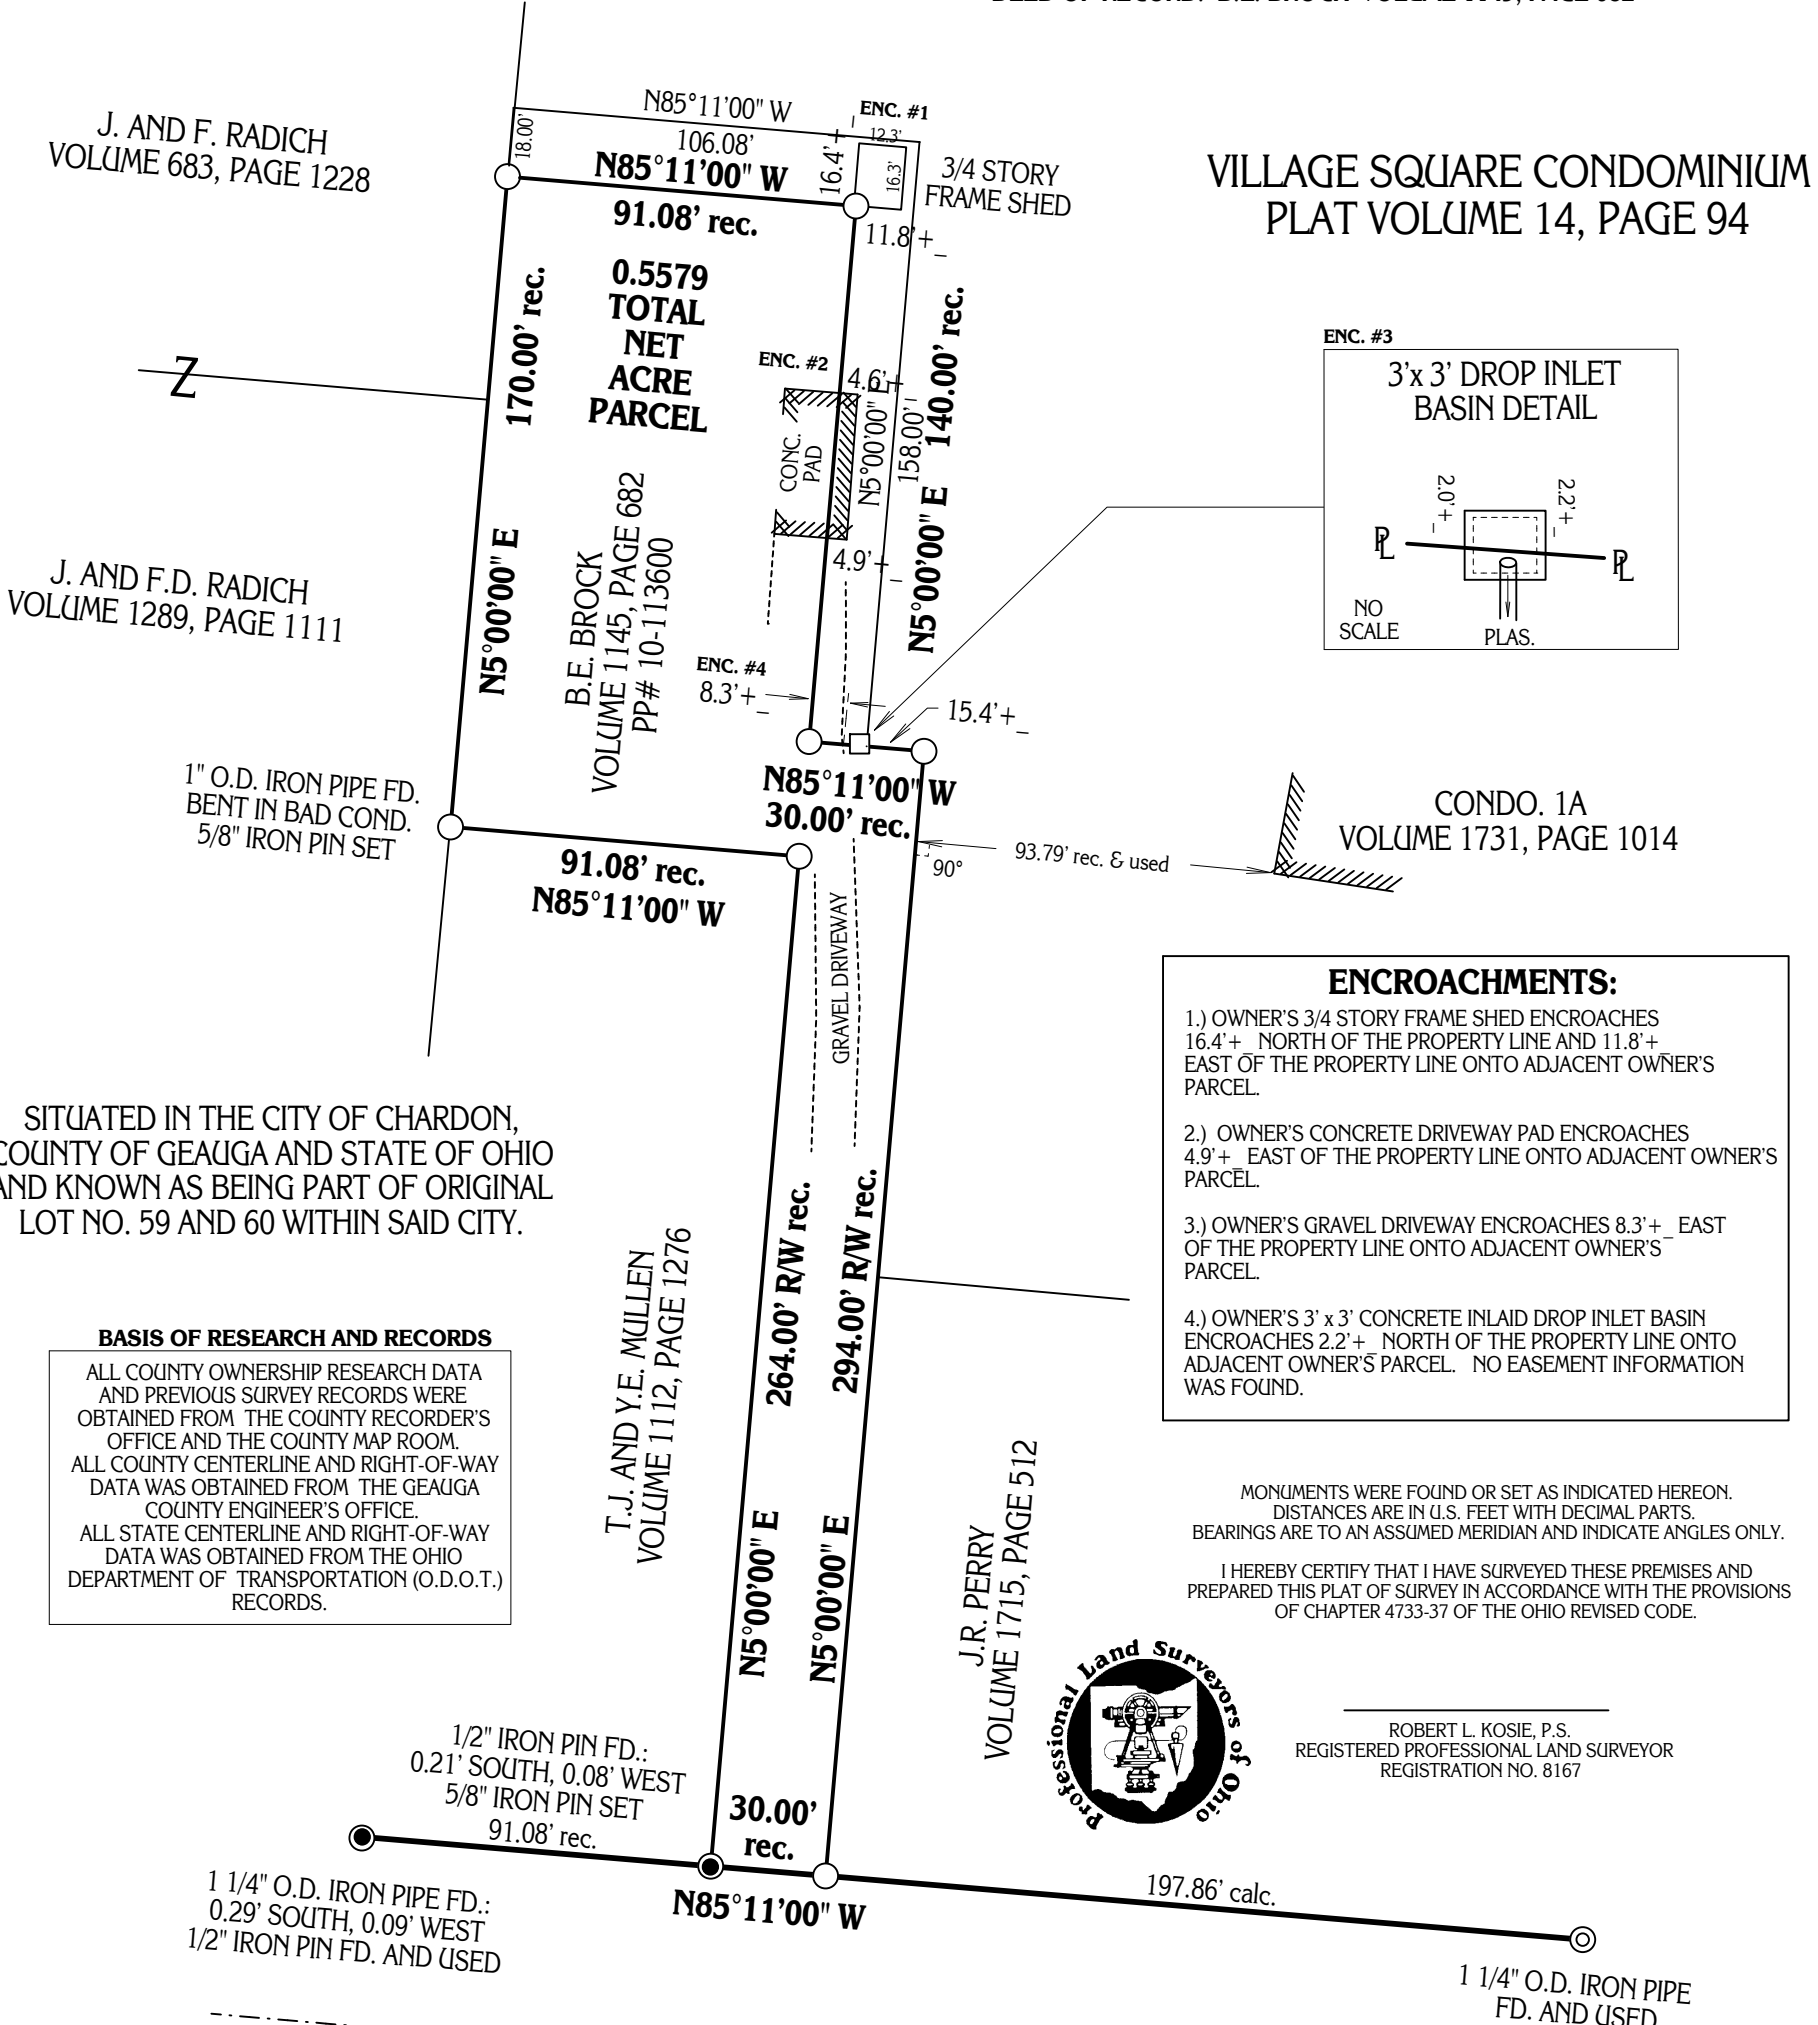 J. AND F. RADICH
VOLUME 683, PAGE 1228
N85°11'00" W
106.08'
18.00'
N85°11'00" W
91.08' rec.
ENC. #1
12.3'
16.4'+_
16.3'
3/4 STORY
FRAME SHED
11.8'+_
VILLAGE SQUARE CONDOMINIUM
PLAT VOLUME 14, PAGE 94
0.5579
TOTAL
NET
ACRE
PARCEL
170.00' rec.
N5°00'00" E
Z
ENC. #2
4.6'+_
CONC.
PAD
N5°00'00" E
158.00'
140.00' rec.
N5°00'00" E
4.9'+_
ENC. #3
3'x 3' DROP INLET
BASIN DETAIL
2.0'+_
2.2'+_
PL
PL
NO
SCALE
PLAS.
J. AND F.D. RADICH
VOLUME 1289, PAGE 1111
B.E. BROCK
VOLUME 1145, PAGE 682
PP# 10-113600
ENC. #4
8.3'+_
15.4'+_
N85°11'00" W
30.00' rec.
1" O.D. IRON PIPE FD.
BENT IN BAD COND.
5/8" IRON PIN SET
91.08' rec.
N85°11'00" W
93.79' rec. & used
90°
CONDO. 1A
VOLUME 1731, PAGE 1014
GRAVEL DRIVEWAY
ENCROACHMENTS:
1.) OWNER'S 3/4 STORY FRAME SHED ENCROACHES
16.4'+_ NORTH OF THE PROPERTY LINE AND 11.8'+_
EAST OF THE PROPERTY LINE ONTO ADJACENT OWNER'S
PARCEL.
2.) OWNER'S CONCRETE DRIVEWAY PAD ENCROACHES
4.9'+_ EAST OF THE PROPERTY LINE ONTO ADJACENT OWNER'S
PARCEL.
3.) OWNER'S GRAVEL DRIVEWAY ENCROACHES 8.3'+_ EAST
OF THE PROPERTY LINE ONTO ADJACENT OWNER'S
PARCEL.
4.) OWNER'S 3' x 3' CONCRETE INLAID DROP INLET BASIN
ENCROACHES 2.2'+_ NORTH OF THE PROPERTY LINE ONTO
ADJACENT OWNER'S PARCEL. NO EASEMENT INFORMATION
WAS FOUND.
SITUATED IN THE CITY OF CHARDON,
COUNTY OF GEAUGA AND STATE OF OHIO
AND KNOWN AS BEING PART OF ORIGINAL
LOT NO. 59 AND 60 WITHIN SAID CITY.
BASIS OF RESEARCH AND RECORDS
ALL COUNTY OWNERSHIP RESEARCH DATA
AND PREVIOUS SURVEY RECORDS WERE
OBTAINED FROM THE COUNTY RECORDER'S
OFFICE AND THE COUNTY MAP ROOM.
ALL COUNTY CENTERLINE AND RIGHT-OF-WAY
DATA WAS OBTAINED FROM THE GEAUGA
COUNTY ENGINEER'S OFFICE.
ALL STATE CENTERLINE AND RIGHT-OF-WAY
DATA WAS OBTAINED FROM THE OHIO
DEPARTMENT OF TRANSPORTATION (O.D.O.T.)
RECORDS.
T.J. AND Y.E. MULLEN
VOLUME 1112, PAGE 1276
264.00' R/W rec.
N5°00'00" E
294.00' R/W rec.
N5°00'00" E
J.R. PERRY
VOLUME 1715, PAGE 512
MONUMENTS WERE FOUND OR SET AS INDICATED HEREON.
DISTANCES ARE IN U.S. FEET WITH DECIMAL PARTS.
BEARINGS ARE TO AN ASSUMED MERIDIAN AND INDICATE ANGLES ONLY.
I HEREBY CERTIFY THAT I HAVE SURVEYED THESE PREMISES AND
PREPARED THIS PLAT OF SURVEY IN ACCORDANCE WITH THE PROVISIONS
OF CHAPTER 4733-37 OF THE OHIO REVISED CODE.
Professional Land Surveyors of Ohio
ROBERT L. KOSIE, P.S.
REGISTERED PROFESSIONAL LAND SURVEYOR
REGISTRATION NO. 8167
1/2" IRON PIN FD.:
0.21' SOUTH, 0.08' WEST
5/8" IRON PIN SET
91.08' rec.
30.00'
rec.
N85°11'00" W
197.86' calc.
1 1/4" O.D. IRON PIPE FD.:
0.29' SOUTH, 0.09' WEST
1/2" IRON PIN FD. AND USED
1 1/4" O.D. IRON PIPE
FD. AND USED